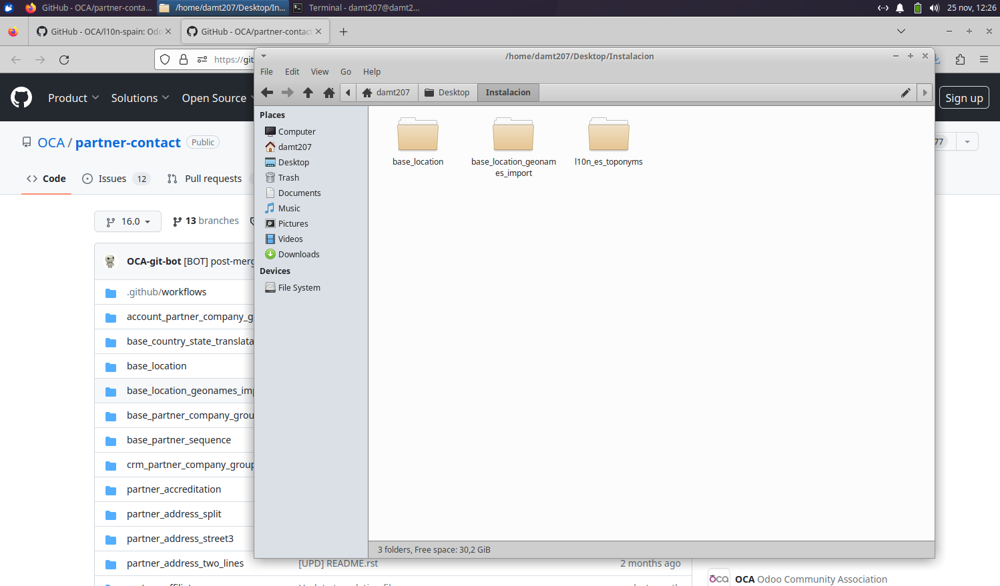 GitHub - OCA/partner-conta...
/home/damt207/Desktop/In...
Terminal - damt207@damt2...
25 nov, 12:26
GitHub - OCA/l10n-spain: Odo
GitHub - OCA/partner-contact
https://git
/home/damt207/Desktop/Instalacion
File Edit View Go Help
damt207 Desktop Instalacion
Product Solutions Open Source
Sign up
Places
Computer
damt207
Desktop
Trash
Documents
Music
Pictures
Videos
Downloads
Devices
File System
base_location
base_location_geonam
es_import
l10n_es_toponyms
3 folders, Free space: 30,2 GiB
OCA / partner-contact Public
77
Code Issues 12 Pull requests
16.0 13 branches
OCA-git-bot [BOT] post-merg
.github/workflows
account_partner_company_g
base_country_state_translata
base_location
base_location_geonames_imp
base_partner_company_grou
base_partner_sequence
crm_partner_company_group
partner_accreditation
partner_address_split
partner_address_street3
partner_address_two_lines [UPD] README.rst 2 months ago
OCA Odoo Community Association